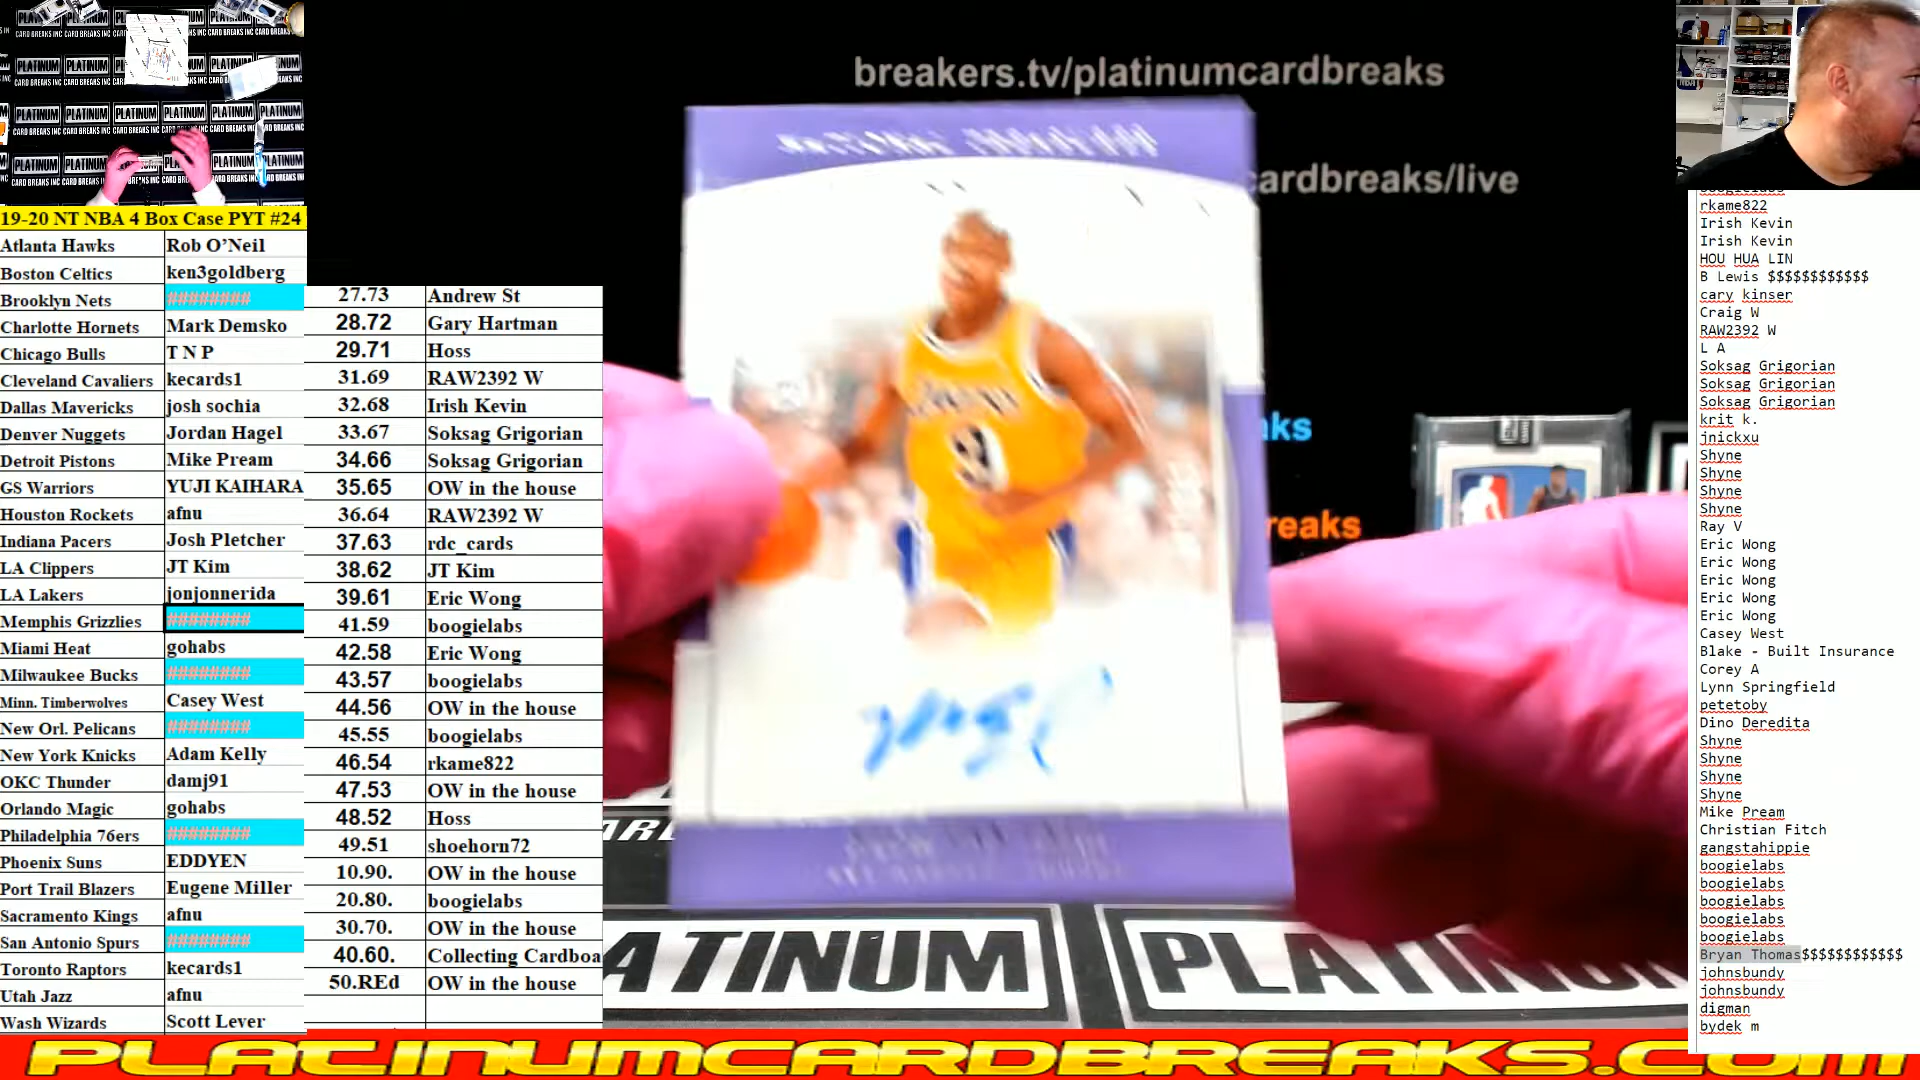 breakers.tv/platinumcardbreaks
cardbreaks/live
aks
reaks
19-20 NT NBA 4 Box Case PYT #24
Atlanta Hawks Rob O'Neil
Boston Celtics ken3goldberg
Brooklyn Nets ########
Charlotte Hornets Mark Demsko
Chicago Bulls T N P
Cleveland Cavaliers kecards1
Dallas Mavericks josh sochia
Denver Nuggets Jordan Hagel
Detroit Pistons Mike Pream
GS Warriors YUJI KAIHARA
Houston Rockets afnu
Indiana Pacers Josh Pletcher
LA Clippers JT Kim
LA Lakers jonjonnerida
Memphis Grizzlies ########
Miami Heat gohabs
Milwaukee Bucks ########
Minn. Timberwolves Casey West
New Orl. Pelicans ########
New York Knicks Adam Kelly
OKC Thunder damj91
Orlando Magic gohabs
Philadelphia 76ers ########
Phoenix Suns EDDYEN
Port Trail Blazers Eugene Miller
Sacramento Kings afnu
San Antonio Spurs ########
Toronto Raptors kecards1
Utah Jazz afnu
Wash Wizards Scott Lever
27.73 Andrew St
28.72 Gary Hartman
29.71 Hoss
31.69 RAW2392 W
32.68 Irish Kevin
33.67 Soksag Grigorian
34.66 Soksag Grigorian
35.65 OW in the house
36.64 RAW2392 W
37.63 rdc_cards
38.62 JT Kim
39.61 Eric Wong
41.59 boogielabs
42.58 Eric Wong
43.57 boogielabs
44.56 OW in the house
45.55 boogielabs
46.54 rkame822
47.53 OW in the house
48.52 Hoss
49.51 shoehorn72
10.90. OW in the house
20.80. boogielabs
30.70. OW in the house
40.60. Collecting Cardboa
50.REd OW in the house
boogielabs
rkame822
Irish Kevin
Irish Kevin
HOU HUA LIN
B Lewis $$$$$$$$$$$$
cary kinser
Craig W
RAW2392 W
L A
Soksag Grigorian
Soksag Grigorian
Soksag Grigorian
krit k.
jnickxu
Shyne
Shyne
Shyne
Shyne
Ray V
Eric Wong
Eric Wong
Eric Wong
Eric Wong
Eric Wong
Casey West
Blake - Built Insurance
Corey A
Lynn Springfield
petetoby
Dino Deredita
Shyne
Shyne
Shyne
Shyne
Mike Pream
Christian Fitch
gangstahippie
boogielabs
boogielabs
boogielabs
boogielabs
boogielabs
Bryan Thomas$$$$$$$$$$$$
johnsbundy
johnsbundy
digman
bydek m
ATINUM PLATINUM
PLATINUMCARDBREAKS.COM